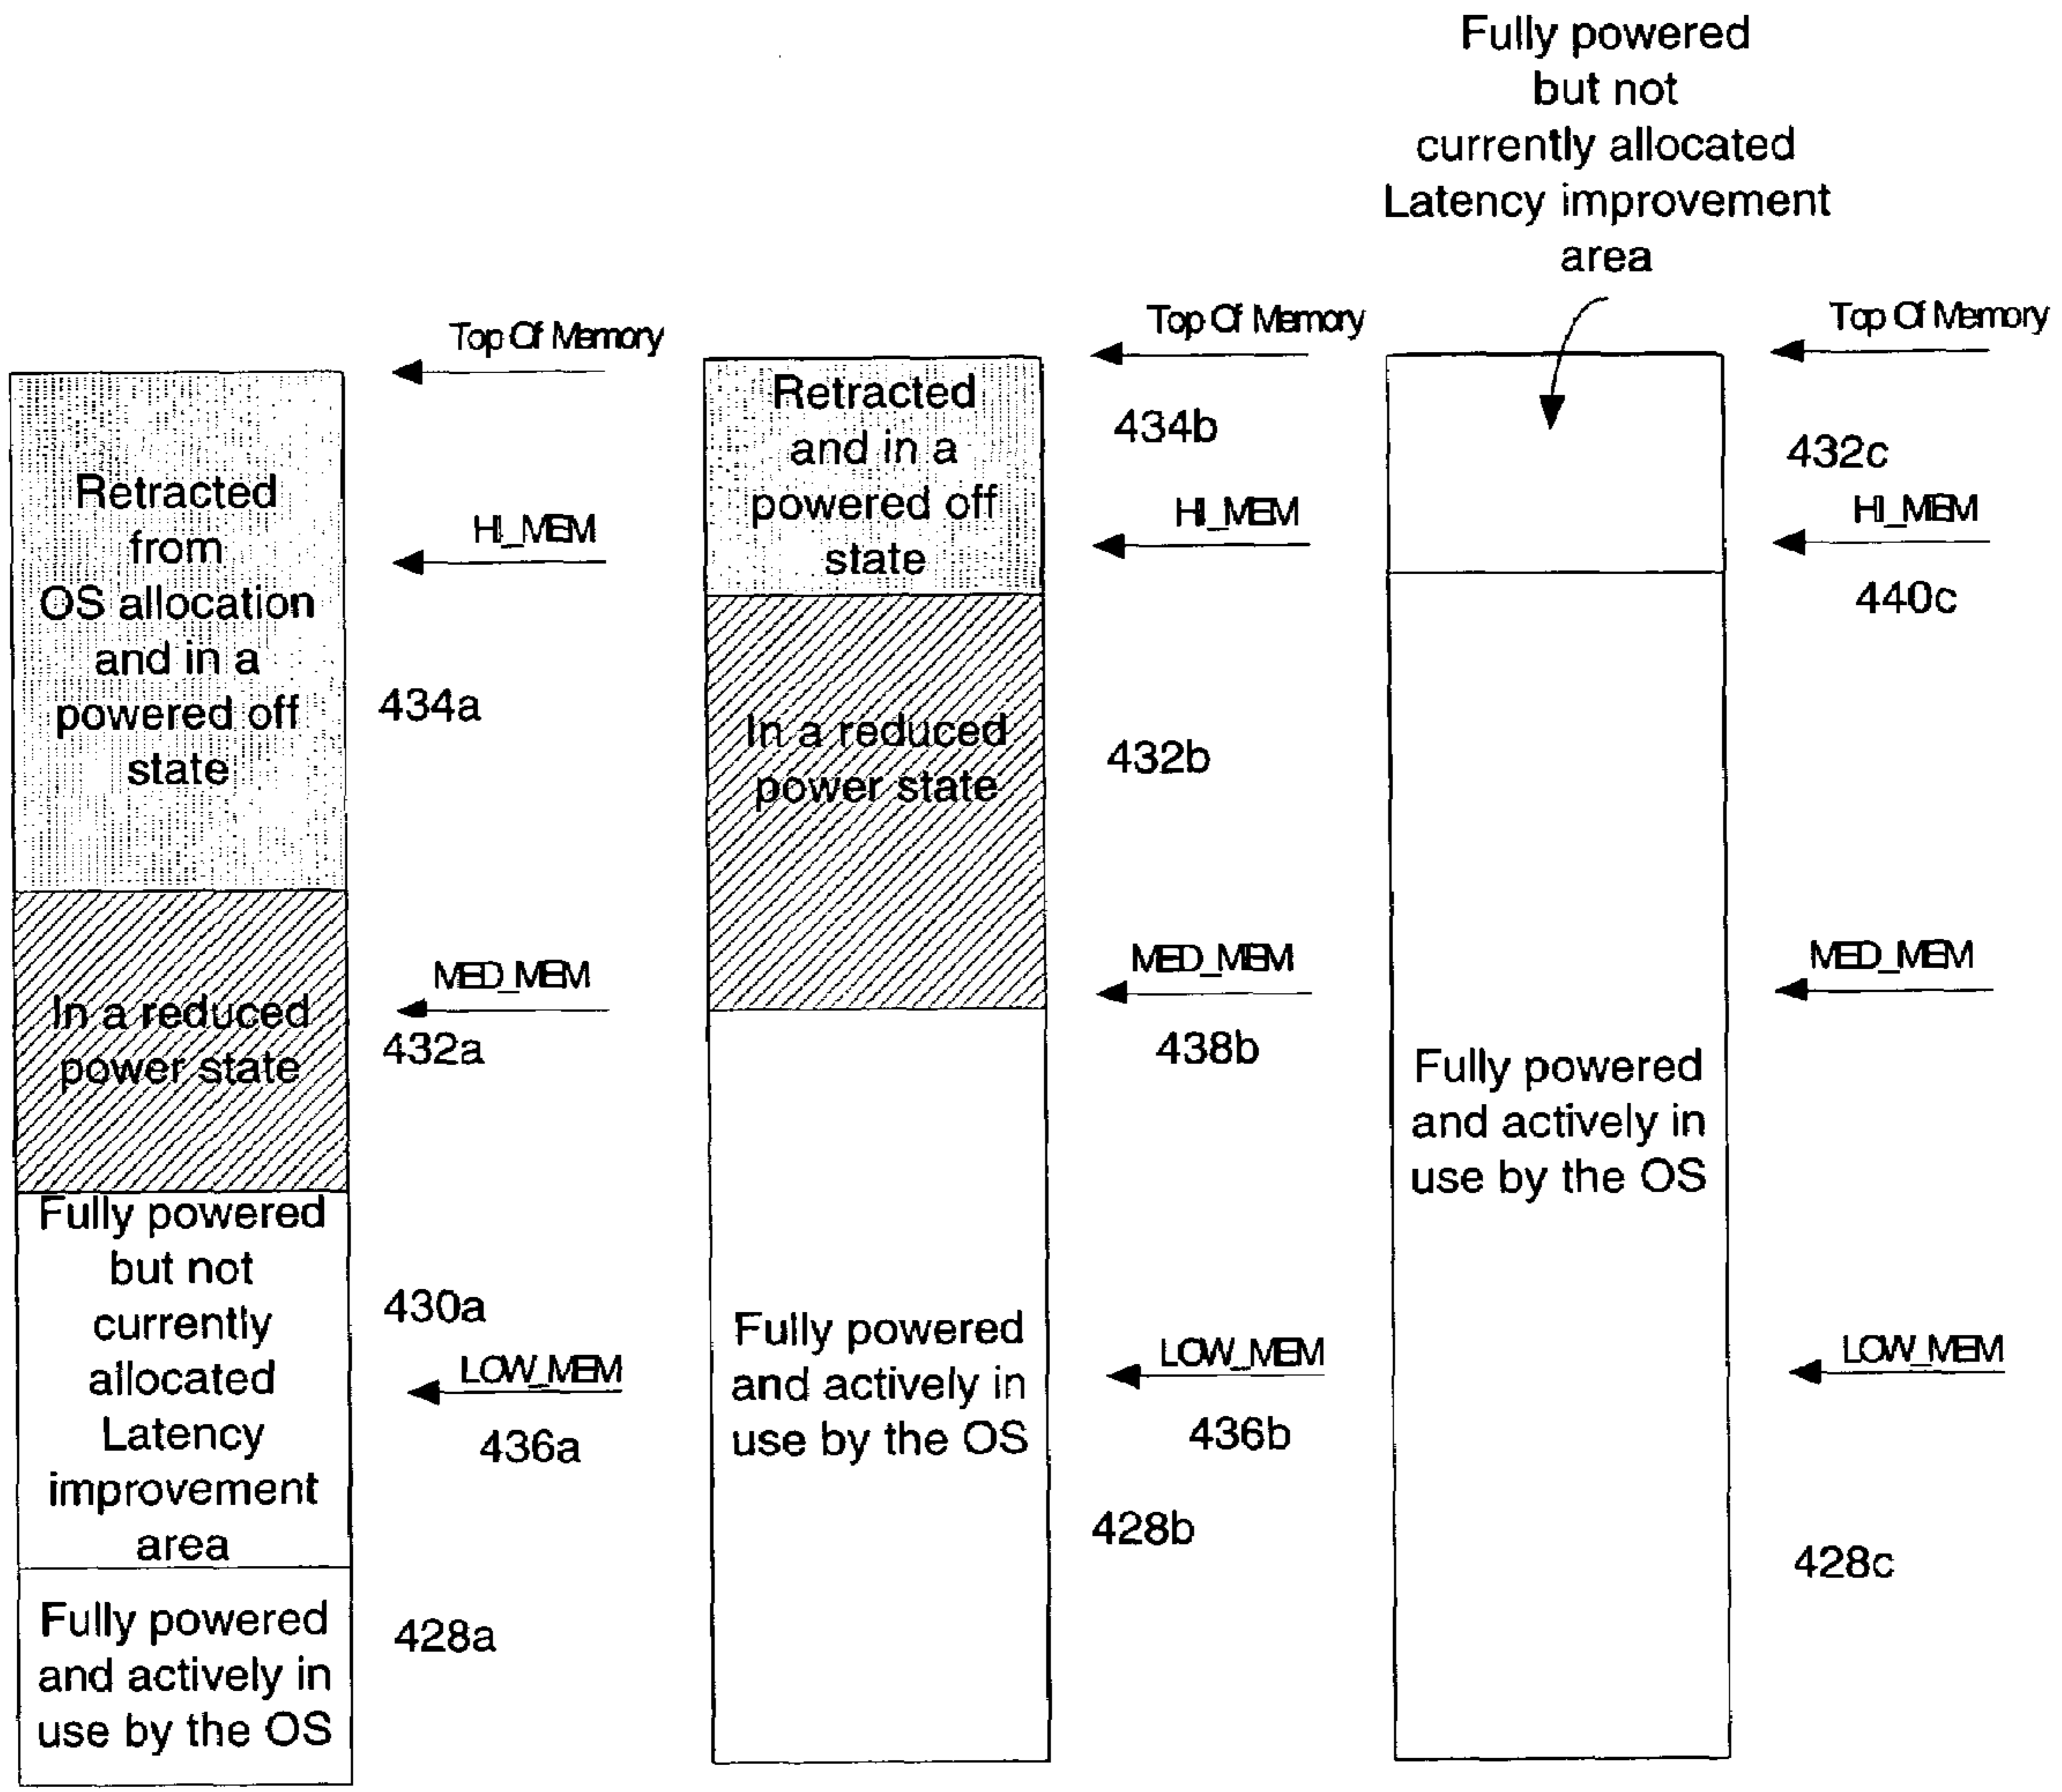 Fully powered
but not
currently allocated
Latency improvement
area
Top Of Memory
Retracted
from
OS allocation
and in a
powered off
state
HI_MEM
434a
In a reduced
power state
MED_MEM
432a
Fully powered
but not
currently
allocated
Latency
improvement
area
430a
LOW_MEM
436a
Fully powered
and actively in
use by the OS
428a
Top Of Memory
Retracted
and in a
powered off
state
434b
HI_MEM
In a reduced
power state
432b
MED_MEM
438b
Fully powered
and actively in
use by the OS
LOW_MEM
436b
428b
Top Of Memory
432c
HI_MEM
440c
MED_MEM
Fully powered
and actively in
use by the OS
LOW_MEM
428c